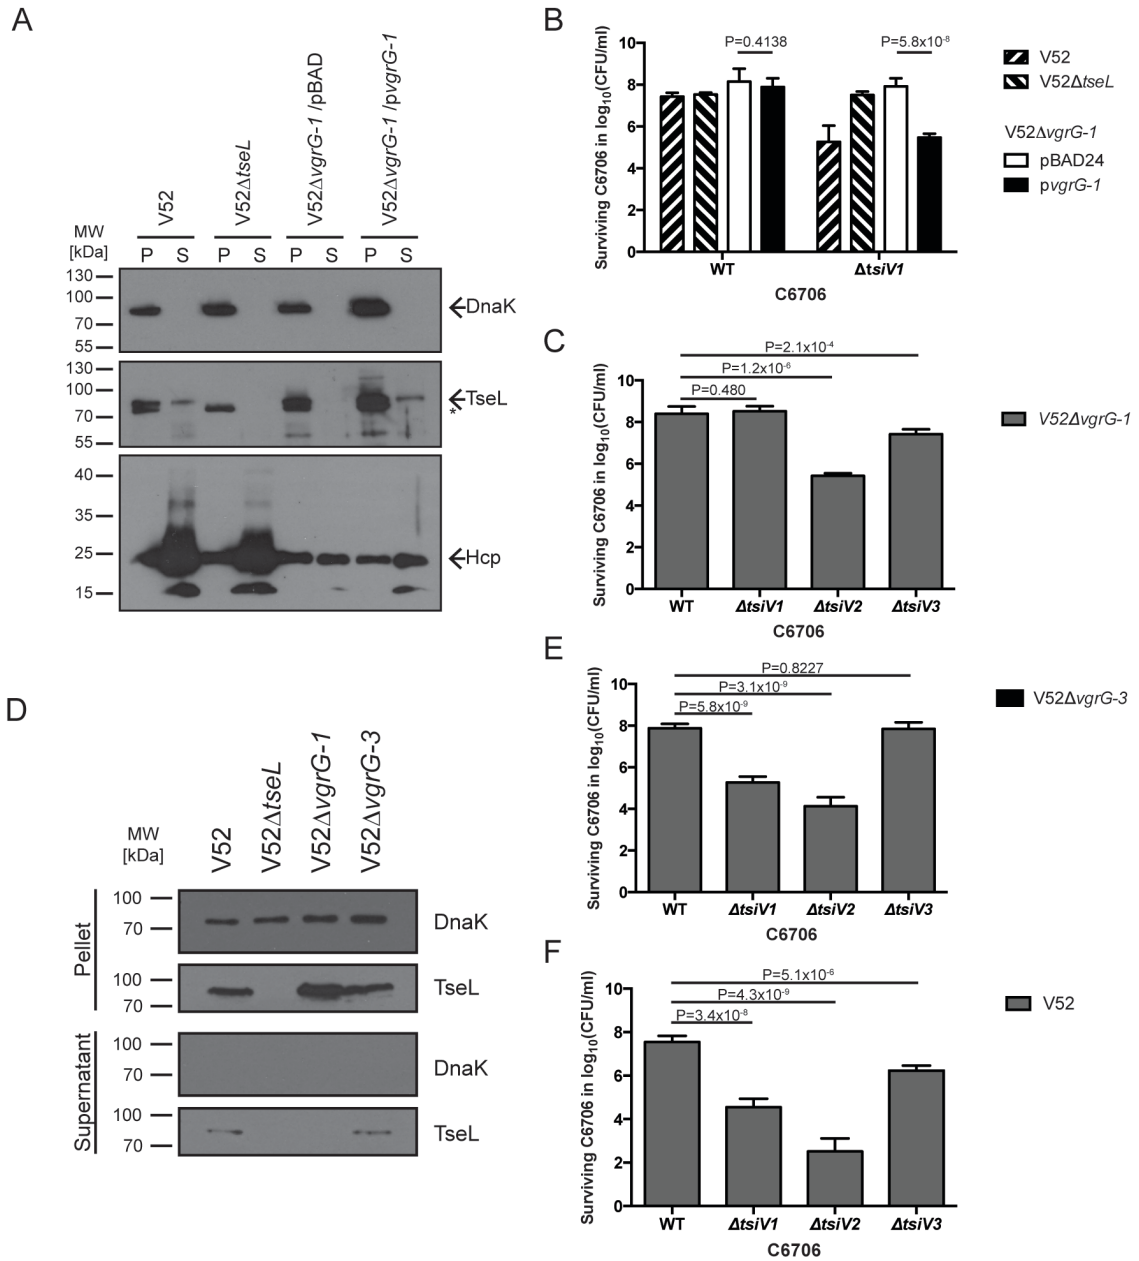 A
V52
V52ΔtseL
V52ΔvgrG-1 /pBAD
V52ΔvgrG-1 /pvgrG-1
MW
[kDa]
P S P S P S P S
130
100
70
55
DnaK
130
100
70
55
TseL
*
40
35
25
15
Hcp
B
Surviving C6706 in log10(CFU/ml)
10
8
6
4
2
0
P=0.4138
P=5.8x10-8
WT
ΔtsiV1
C6706
V52
V52ΔtseL
V52ΔvgrG-1
pBAD24
pvgrG-1
C
Surviving C6706 in log10(CFU/ml)
10
8
6
4
2
0
P=2.1x10-4
P=1.2x10-6
P=0.480
WT
ΔtsiV1
ΔtsiV2
ΔtsiV3
C6706
V52ΔvgrG-1
D
V52
V52ΔtseL
V52ΔvgrG-1
V52ΔvgrG-3
MW
[kDa]
Pellet
100
70
DnaK
100
70
TseL
Supernatant
100
70
DnaK
100
70
TseL
E
Surviving C6706 in log10(CFU/ml)
10
8
6
4
2
0
P=0.8227
P=3.1x10-9
P=5.8x10-9
WT
ΔtsiV1
ΔtsiV2
ΔtsiV3
C6706
V52ΔvgrG-3
F
Surviving C6706 in log10(CFU/ml)
10
8
6
4
2
0
P=5.1x10-6
P=4.3x10-9
P=3.4x10-8
WT
ΔtsiV1
ΔtsiV2
ΔtsiV3
C6706
V52